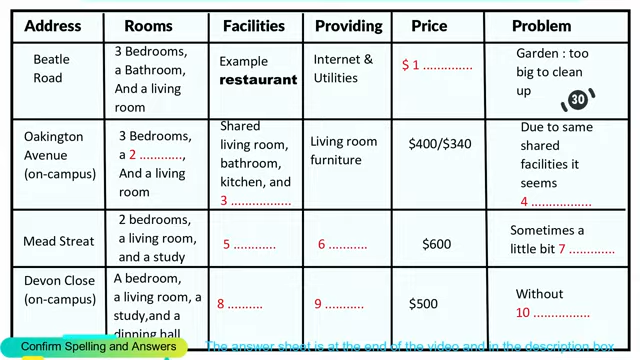 Address Rooms Facilities Providing Price Problem
Beatle
Road
3 Bedrooms,
a Bathroom,
And a living
room
Example
restaurant
Internet &
Utilities
$ 1 .............
Garden : too
big to clean
up
30
Oakington
Avenue
(on-campus)
3 Bedrooms,
a 2 ...........,
And a living
room
Shared
living room,
bathroom,
kitchen, and
3 ................
Living room
furniture
$400/$340
Due to same
shared
facilities it
seems
4 ................
Mead Streat
2 bedrooms,
a living room,
and a study
5 ...........
6 ..........
$600
Sometimes a
little bit 7 ............
Devon Close
(on-campus)
A bedroom,
a living room, a
study,and a
dinning hall
8 .........
9 .........
$500
Without
10 ...............
Confirm Spelling and Answers
The answer sheet is at the end of the video and in the description box